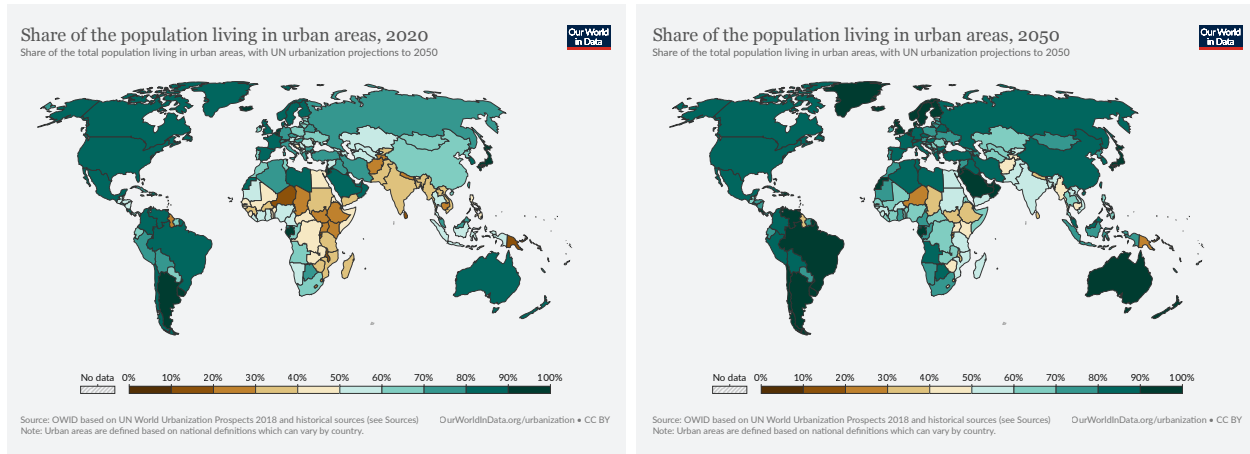 Share of the population living in urban areas, 2020
Share of the total population living in urban areas, with UN urbanization projections to 2050
Our World
in Data
No data 0% 10% 20% 30% 40% 50% 60% 70% 80% 90% 100%
Source: OWID based on UN World Urbanization Prospects 2018 and historical sources (see Sources) OurWorldInData.org/urbanization • CC BY
Note: Urban areas are defined based on national definitions which can vary by country.
Share of the population living in urban areas, 2050
Share of the total population living in urban areas, with UN urbanization projections to 2050
Our World
in Data
No data 0% 10% 20% 30% 40% 50% 60% 70% 80% 90% 100%
Source: OWID based on UN World Urbanization Prospects 2018 and historical sources (see Sources) OurWorldInData.org/urbanization • CC BY
Note: Urban areas are defined based on national definitions which can vary by country.